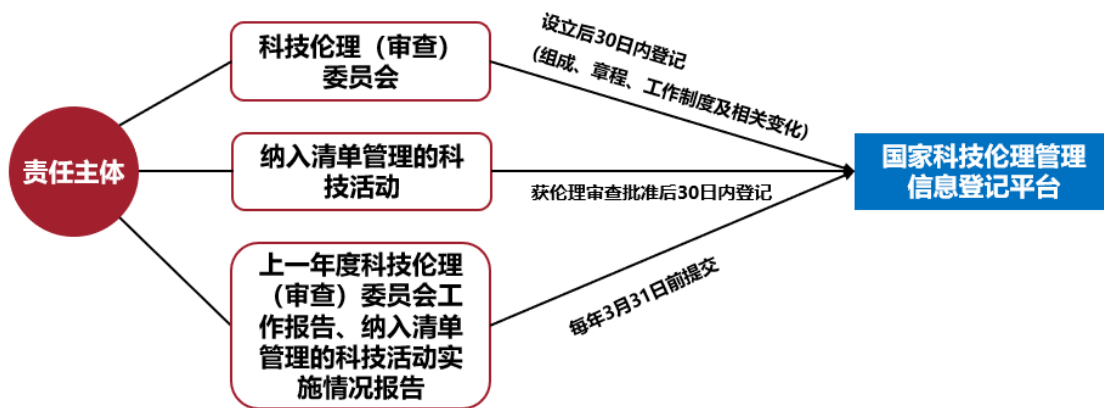 责任主体
科技伦理（审查）
委员会
设立后30日内登记
（组成、章程、工作制度及相关变化）
纳入清单管理的科
技活动
获伦理审查批准后30日内登记
上一年度科技伦理
（审查）委员会工
作报告、纳入清单
管理的科技活动实
施情况报告
每年3月31日前提交
国家科技伦理管理
信息登记平台